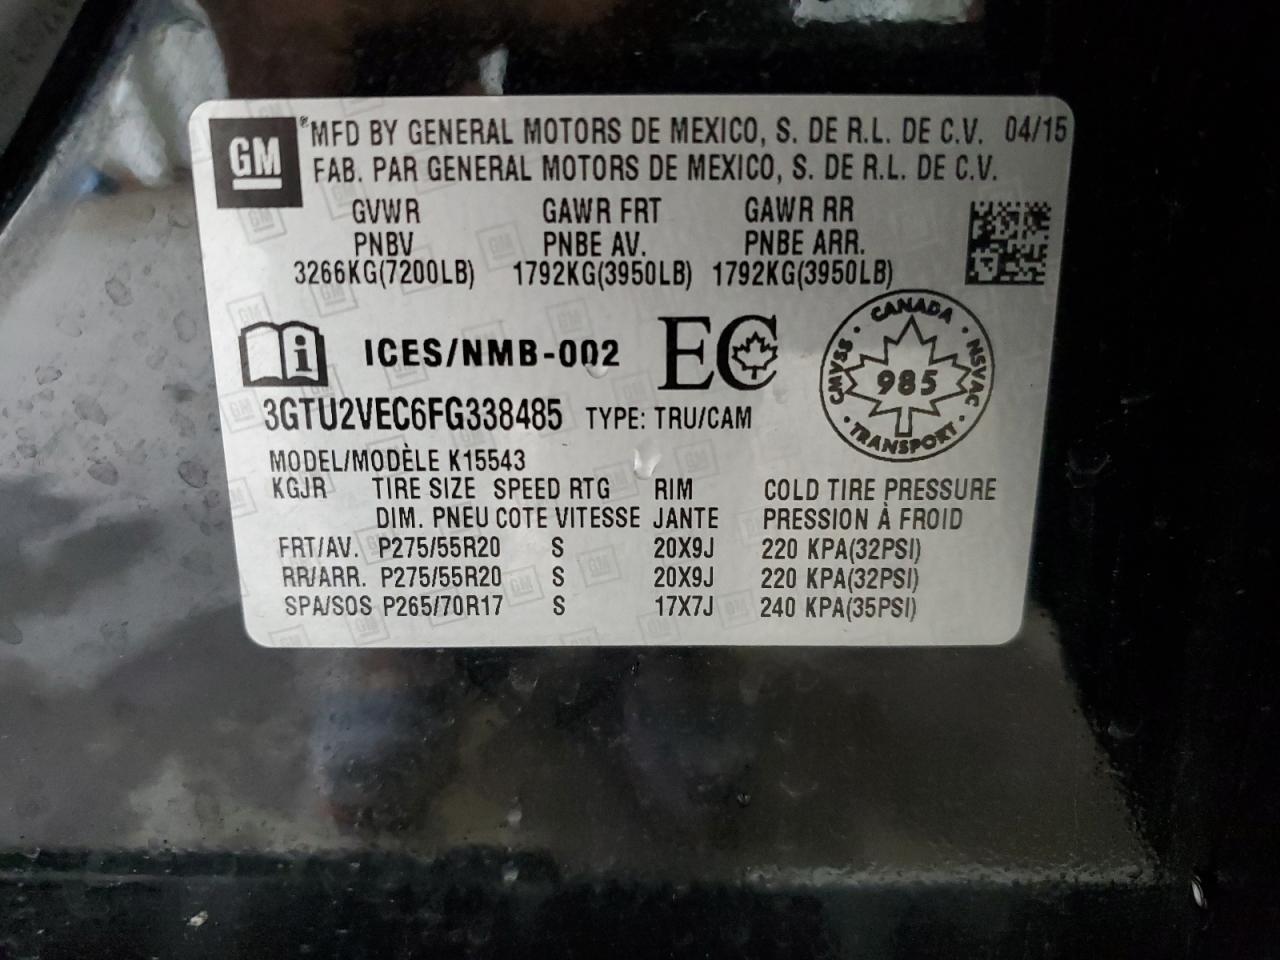 GM ® MFD BY GENERAL MOTORS DE MEXICO, S. DE R.L. DE C.V. 04/15
FAB. PAR GENERAL MOTORS DE MEXICO, S. DE R.L. DE C.V.
GVWR GAWR FRT GAWR RR
PNBV PNBE AV. PNBE ARR.
3266KG(7200LB) 1792KG(3950LB) 1792KG(3950LB)
i ICES/NMB-002 EC
CANADA
CMVSS • 985 • NSVAC
• TRANSPORT •
3GTU2VEC6FG338485 TYPE: TRU/CAM
MODEL/MODÈLE K15543
KGJR TIRE SIZE SPEED RTG RIM COLD TIRE PRESSURE
DIM. PNEU COTE VITESSE JANTE PRESSION À FROID
FRT/AV. P275/55R20 S 20X9J 220 KPA(32PSI)
RR/ARR. P275/55R20 S 20X9J 220 KPA(32PSI)
SPA/SOS P265/70R17 S 17X7J 240 KPA(35PSI)